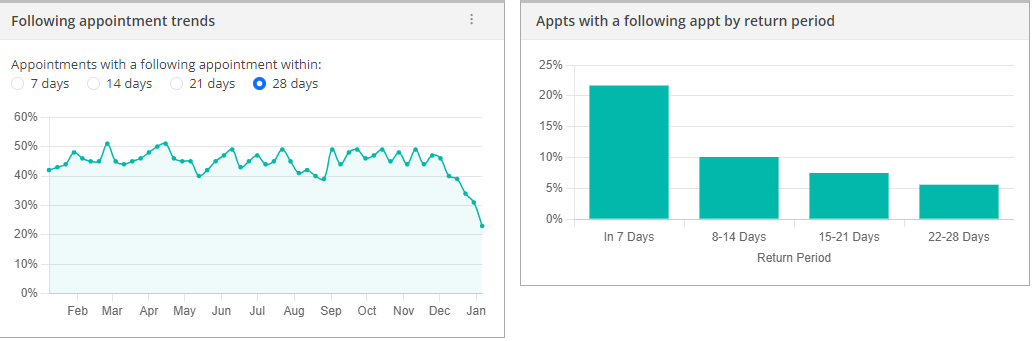 Following appointment trends
Appointments with a following appointment within:
7 days 14 days 21 days 28 days
60%
50%
40%
30%
20%
10%
0%
Feb Mar Apr May Jun Jul Aug Sep Oct Nov Dec Jan
Appts with a following appt by return period
25%
20%
15%
10%
5%
0%
In 7 Days 8-14 Days 15-21 Days 22-28 Days
Return Period